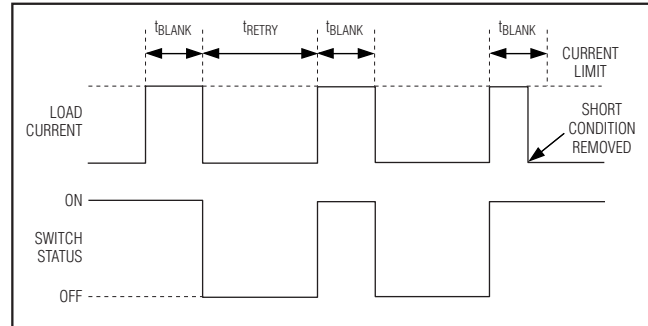 tBLANK
tRETRY
tBLANK
tBLANK
CURRENT
LIMIT
LOAD
CURRENT
SHORT
CONDITION
REMOVED
ON
SWITCH
STATUS
OFF